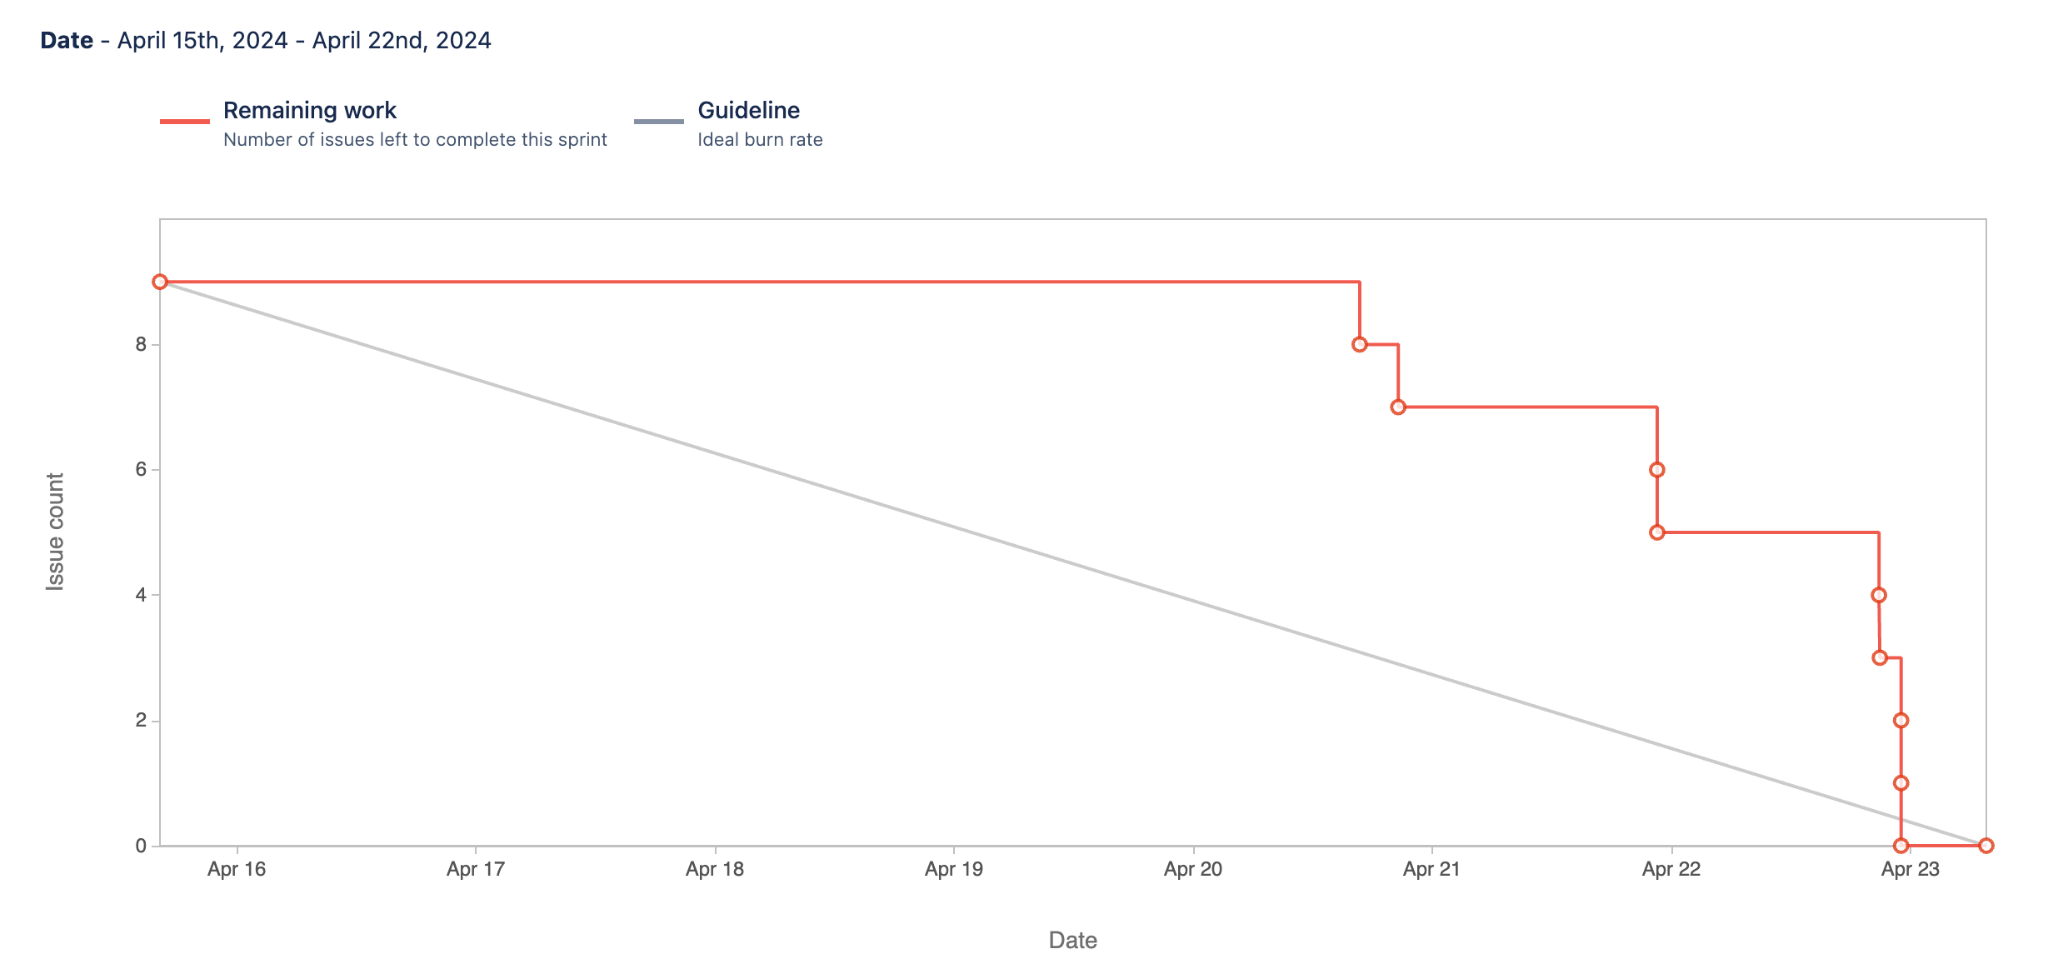 Date - April 15th, 2024 - April 22nd, 2024
Remaining work
Number of issues left to complete this sprint
Guideline
Ideal burn rate
Issue count
8
6
4
2
0
Apr 16 Apr 17 Apr 18 Apr 19 Apr 20 Apr 21 Apr 22 Apr 23
Date